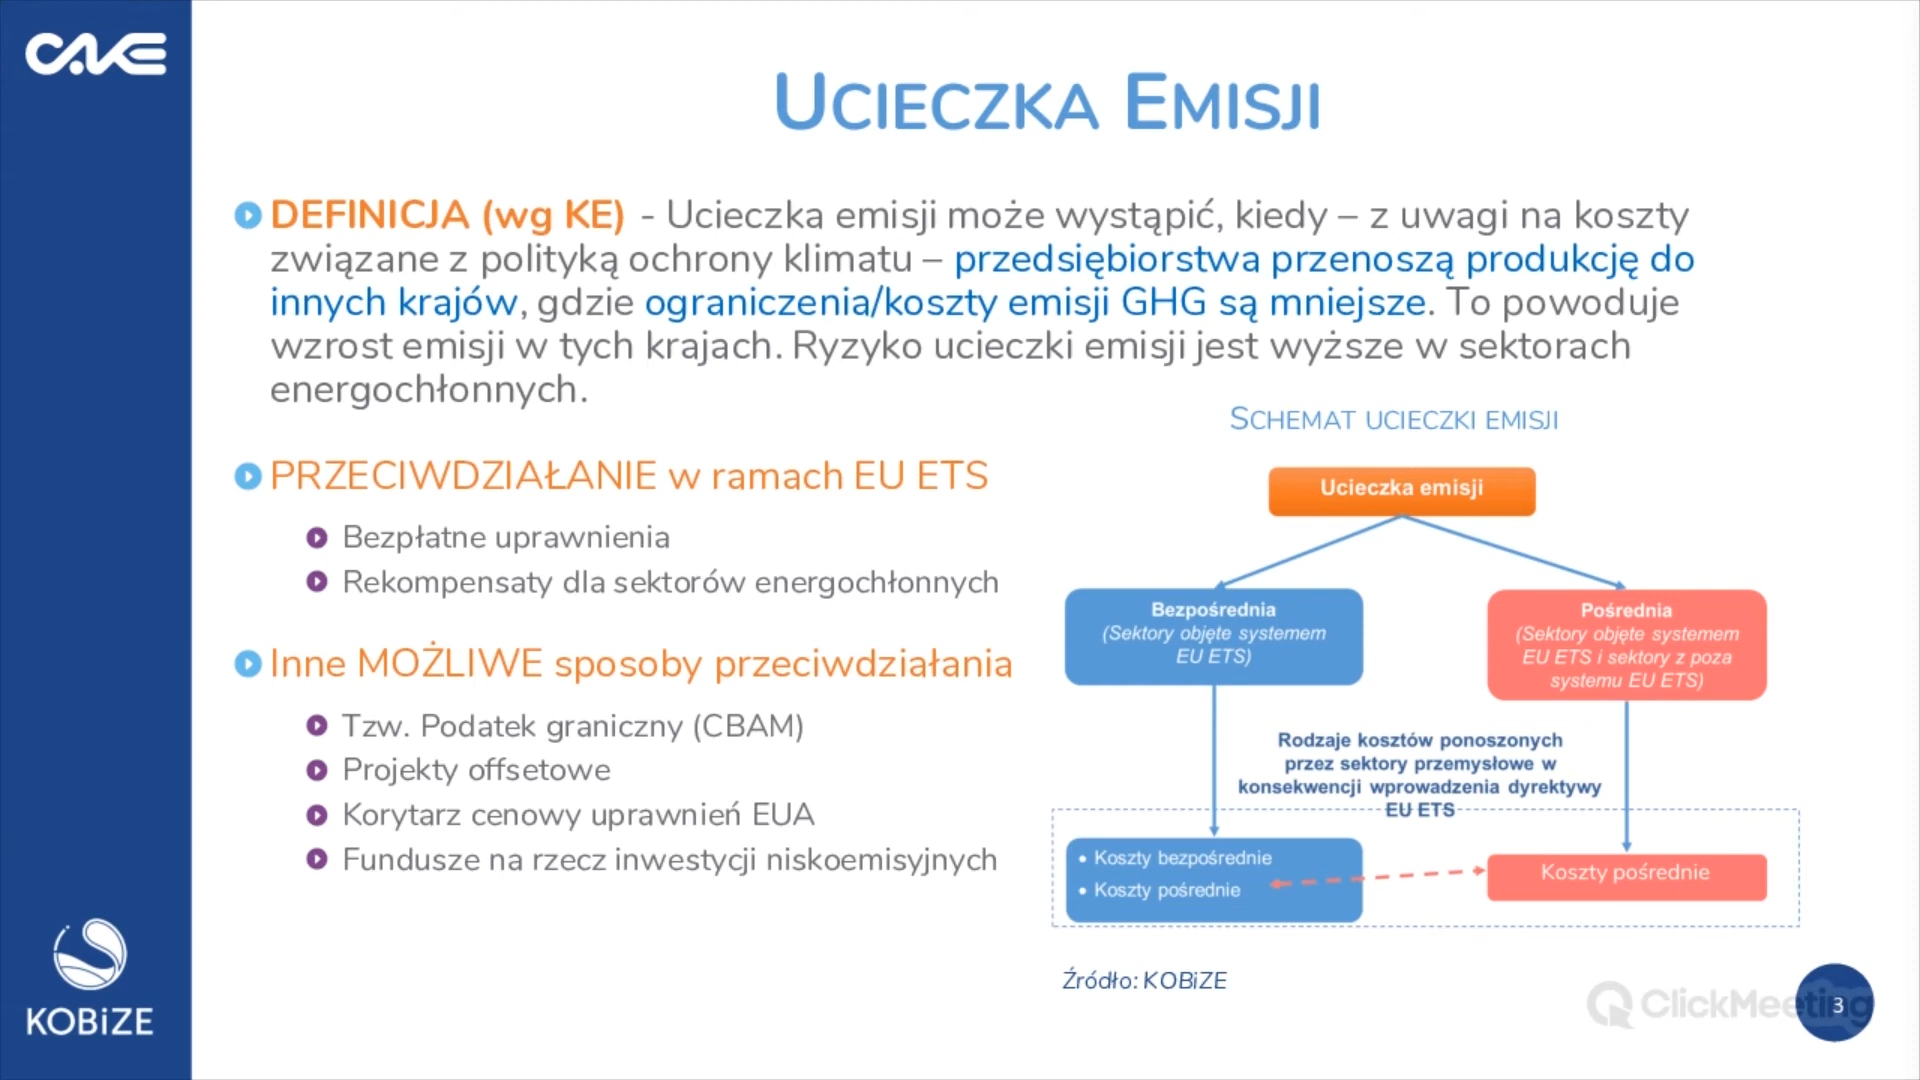 CAKE
UCIECZKA EMISJI
DEFINICJA (wg KE) - Ucieczka emisji może wystąpić, kiedy – z uwagi na koszty
związane z polityką ochrony klimatu – przedsiębiorstwa przenoszą produkcję do
innych krajów, gdzie ograniczenia/koszty emisji GHG są mniejsze. To powoduje
wzrost emisji w tych krajach. Ryzyko ucieczki emisji jest wyższe w sektorach
energochłonnych.
PRZECIWDZIAŁANIE w ramach EU ETS
Bezpłatne uprawnienia
Rekompensaty dla sektorów energochłonnych
Inne MOŻLIWE sposoby przeciwdziałania
Tzw. Podatek graniczny (CBAM)
Projekty offsetowe
Korytarz cenowy uprawnień EUA
Fundusze na rzecz inwestycji niskoemisyjnych
SCHEMAT UCIECZKI EMISJI
Ucieczka emisji
Bezpośrednia
(Sektory objęte systemem
EU ETS)
Pośrednia
(Sektory objęte systemem
EU ETS i sektory z poza
systemu EU ETS)
Rodzaje kosztów ponoszonych
przez sektory przemysłowe w
konsekwencji wprowadzenia dyrektywy
EU ETS
• Koszty bezpośrednie
• Koszty pośrednie
Koszty pośrednie
Źródło: KOBiZE
KOBiZE
ClickMeeting
3